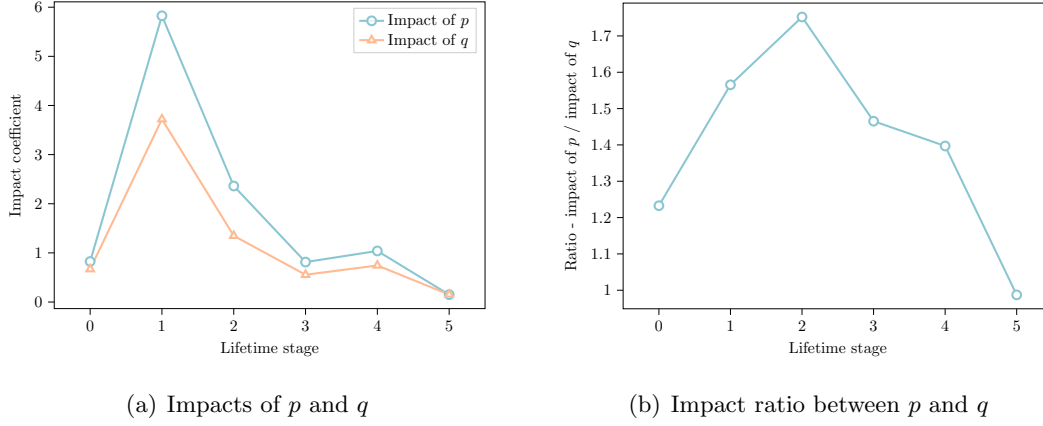 6
5
4
3
2
1
0
Impact coefficient
Impact of p
Impact of q
0 1 2 3 4 5
Lifetime stage
(a) Impacts of p and q
1.7
1.6
1.5
1.4
1.3
1.2
1
Ratio - impact of p / impact of q
0 1 2 3 4 5
Lifetime stage
(b) Impact ratio between p and q